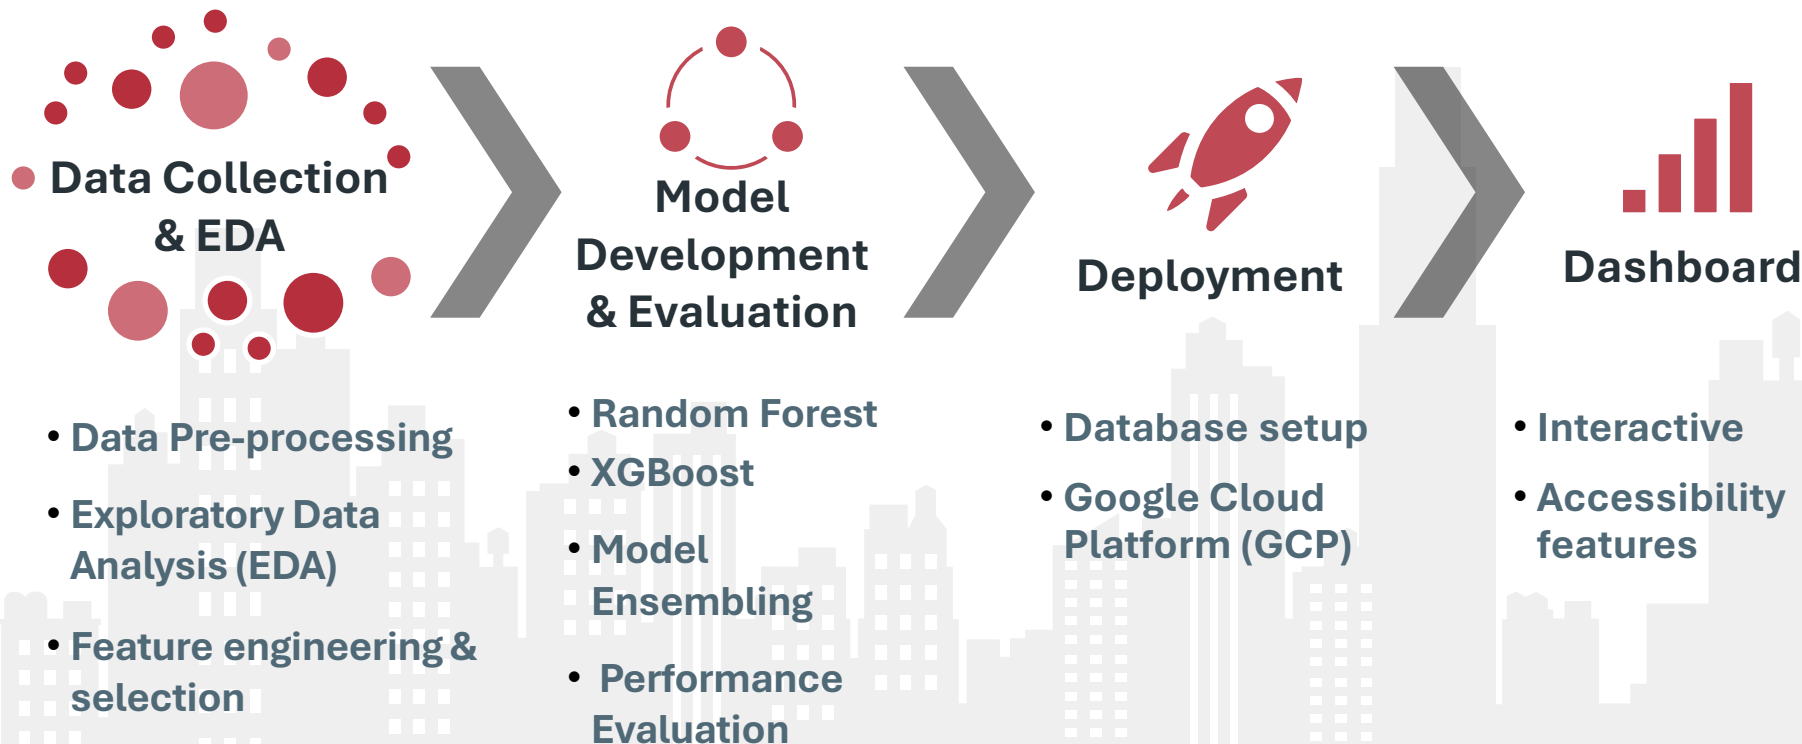 Data Collection
& EDA
• Data Pre-processing
• Exploratory Data
Analysis (EDA)
• Feature engineering &
selection
Model
Development
& Evaluation
• Random Forest
• XGBoost
• Model
Ensembling
• Performance
Evaluation
Deployment
• Database setup
• Google Cloud
Platform (GCP)
Dashboard
• Interactive
• Accessibility
features